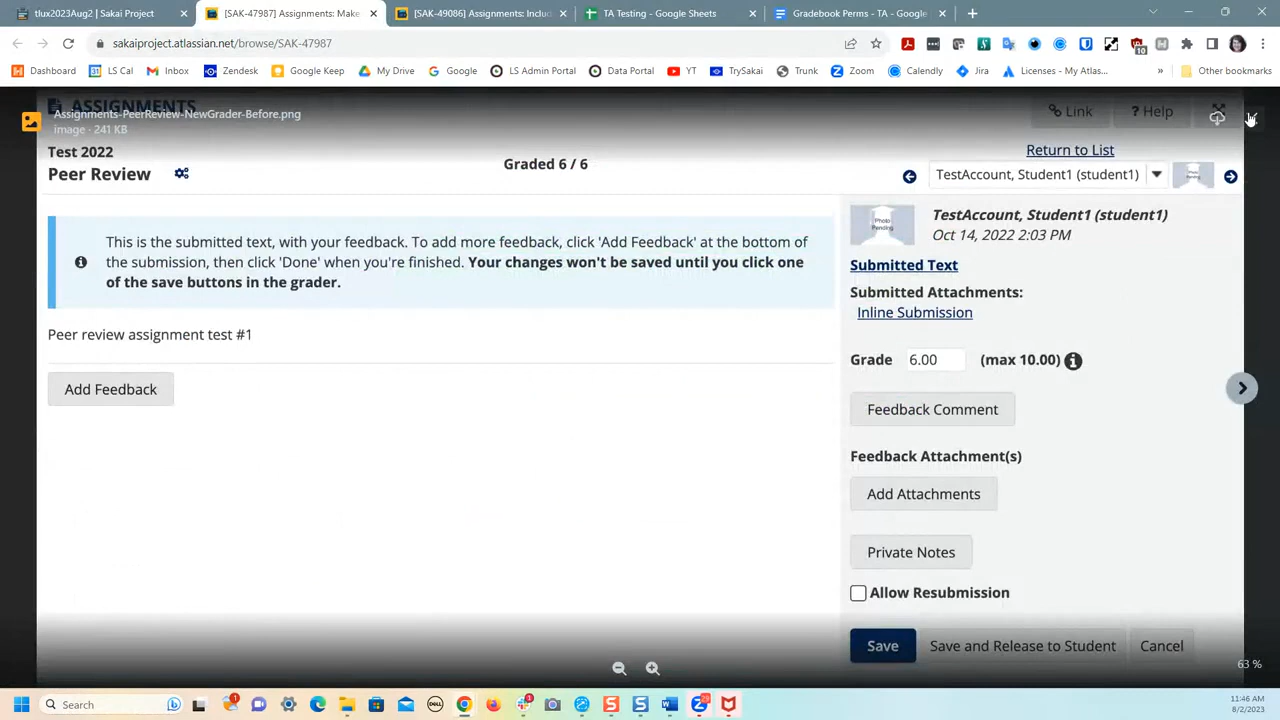 tlux2023Aug2 | Sakai Project
[SAK-47987] Assignments: Make
[SAK-49086] Assignments: Includ
TA Testing - Google Sheets
Gradebook Perms - TA - Google
sakaiproject.atlassian.net/browse/SAK-47987
Dashboard
LS Cal
Inbox
Zendesk
Google Keep
My Drive
Google
LS Admin Portal
Data Portal
YT
TrySakai
Trunk
Zoom
Calendly
Jira
Licenses - My Atlas...
Other bookmarks
ASSIGNMENTS
Assignments-PeerReview-NewGrader-Before.png
image - 241 KB
Link
? Help
Test 2022
Peer Review
Graded 6 / 6
Return to List
TestAccount, Student1 (student1)
This is the submitted text, with your feedback. To add more feedback, click 'Add Feedback' at the bottom of
the submission, then click 'Done' when you're finished. Your changes won't be saved until you click one
of the save buttons in the grader.
Peer review assignment test #1
Add Feedback
Photo
Pending
TestAccount, Student1 (student1)
Oct 14, 2022 2:03 PM
Submitted Text
Submitted Attachments:
Inline Submission
Grade 6.00 (max 10.00)
Feedback Comment
Feedback Attachment(s)
Add Attachments
Private Notes
Allow Resubmission
Save
Save and Release to Student
Cancel
63 %
Search
11:46 AM
8/2/2023